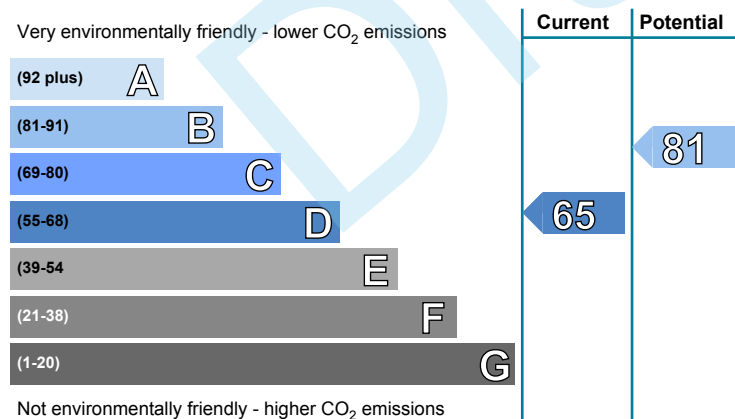 Current Potential
Very environmentally friendly - lower CO2 emissions
(92 plus) A
(81-91) B
81
(69-80) C
(55-68) D
65
(39-54 E
(21-38) F
(1-20) G
Not environmentally friendly - higher CO2 emissions